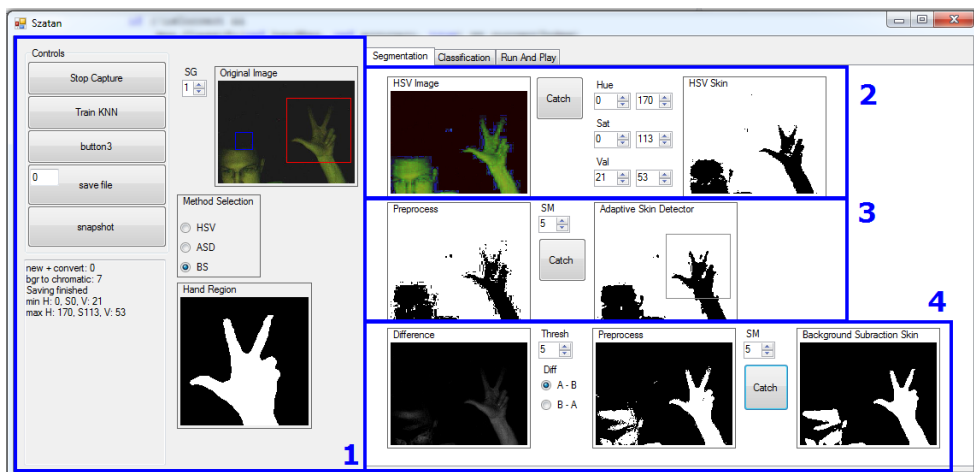 Szatan
Controls
Stop Capture
Train KNN
button3
0
save file
snapshot
new + convert: 0
bgr to chromatic: 7
Saving finished
min H: 0, S0, V: 21
max H: 170, S113, V: 53
SG
1
Original Image
Method Selection
HSV
ASD
BS
Hand Region
1
Segmentation Classification Run And Play
HSV Image
Catch
Hue
0 170
Sat
0 113
Val
21 53
HSV Skin
2
Preprocess
SM
5
Catch
Adaptive Skin Detector
3
Difference
Thresh
5
Diff
A - B
B - A
Preprocess
SM
5
Catch
Background Subraction Skin
4